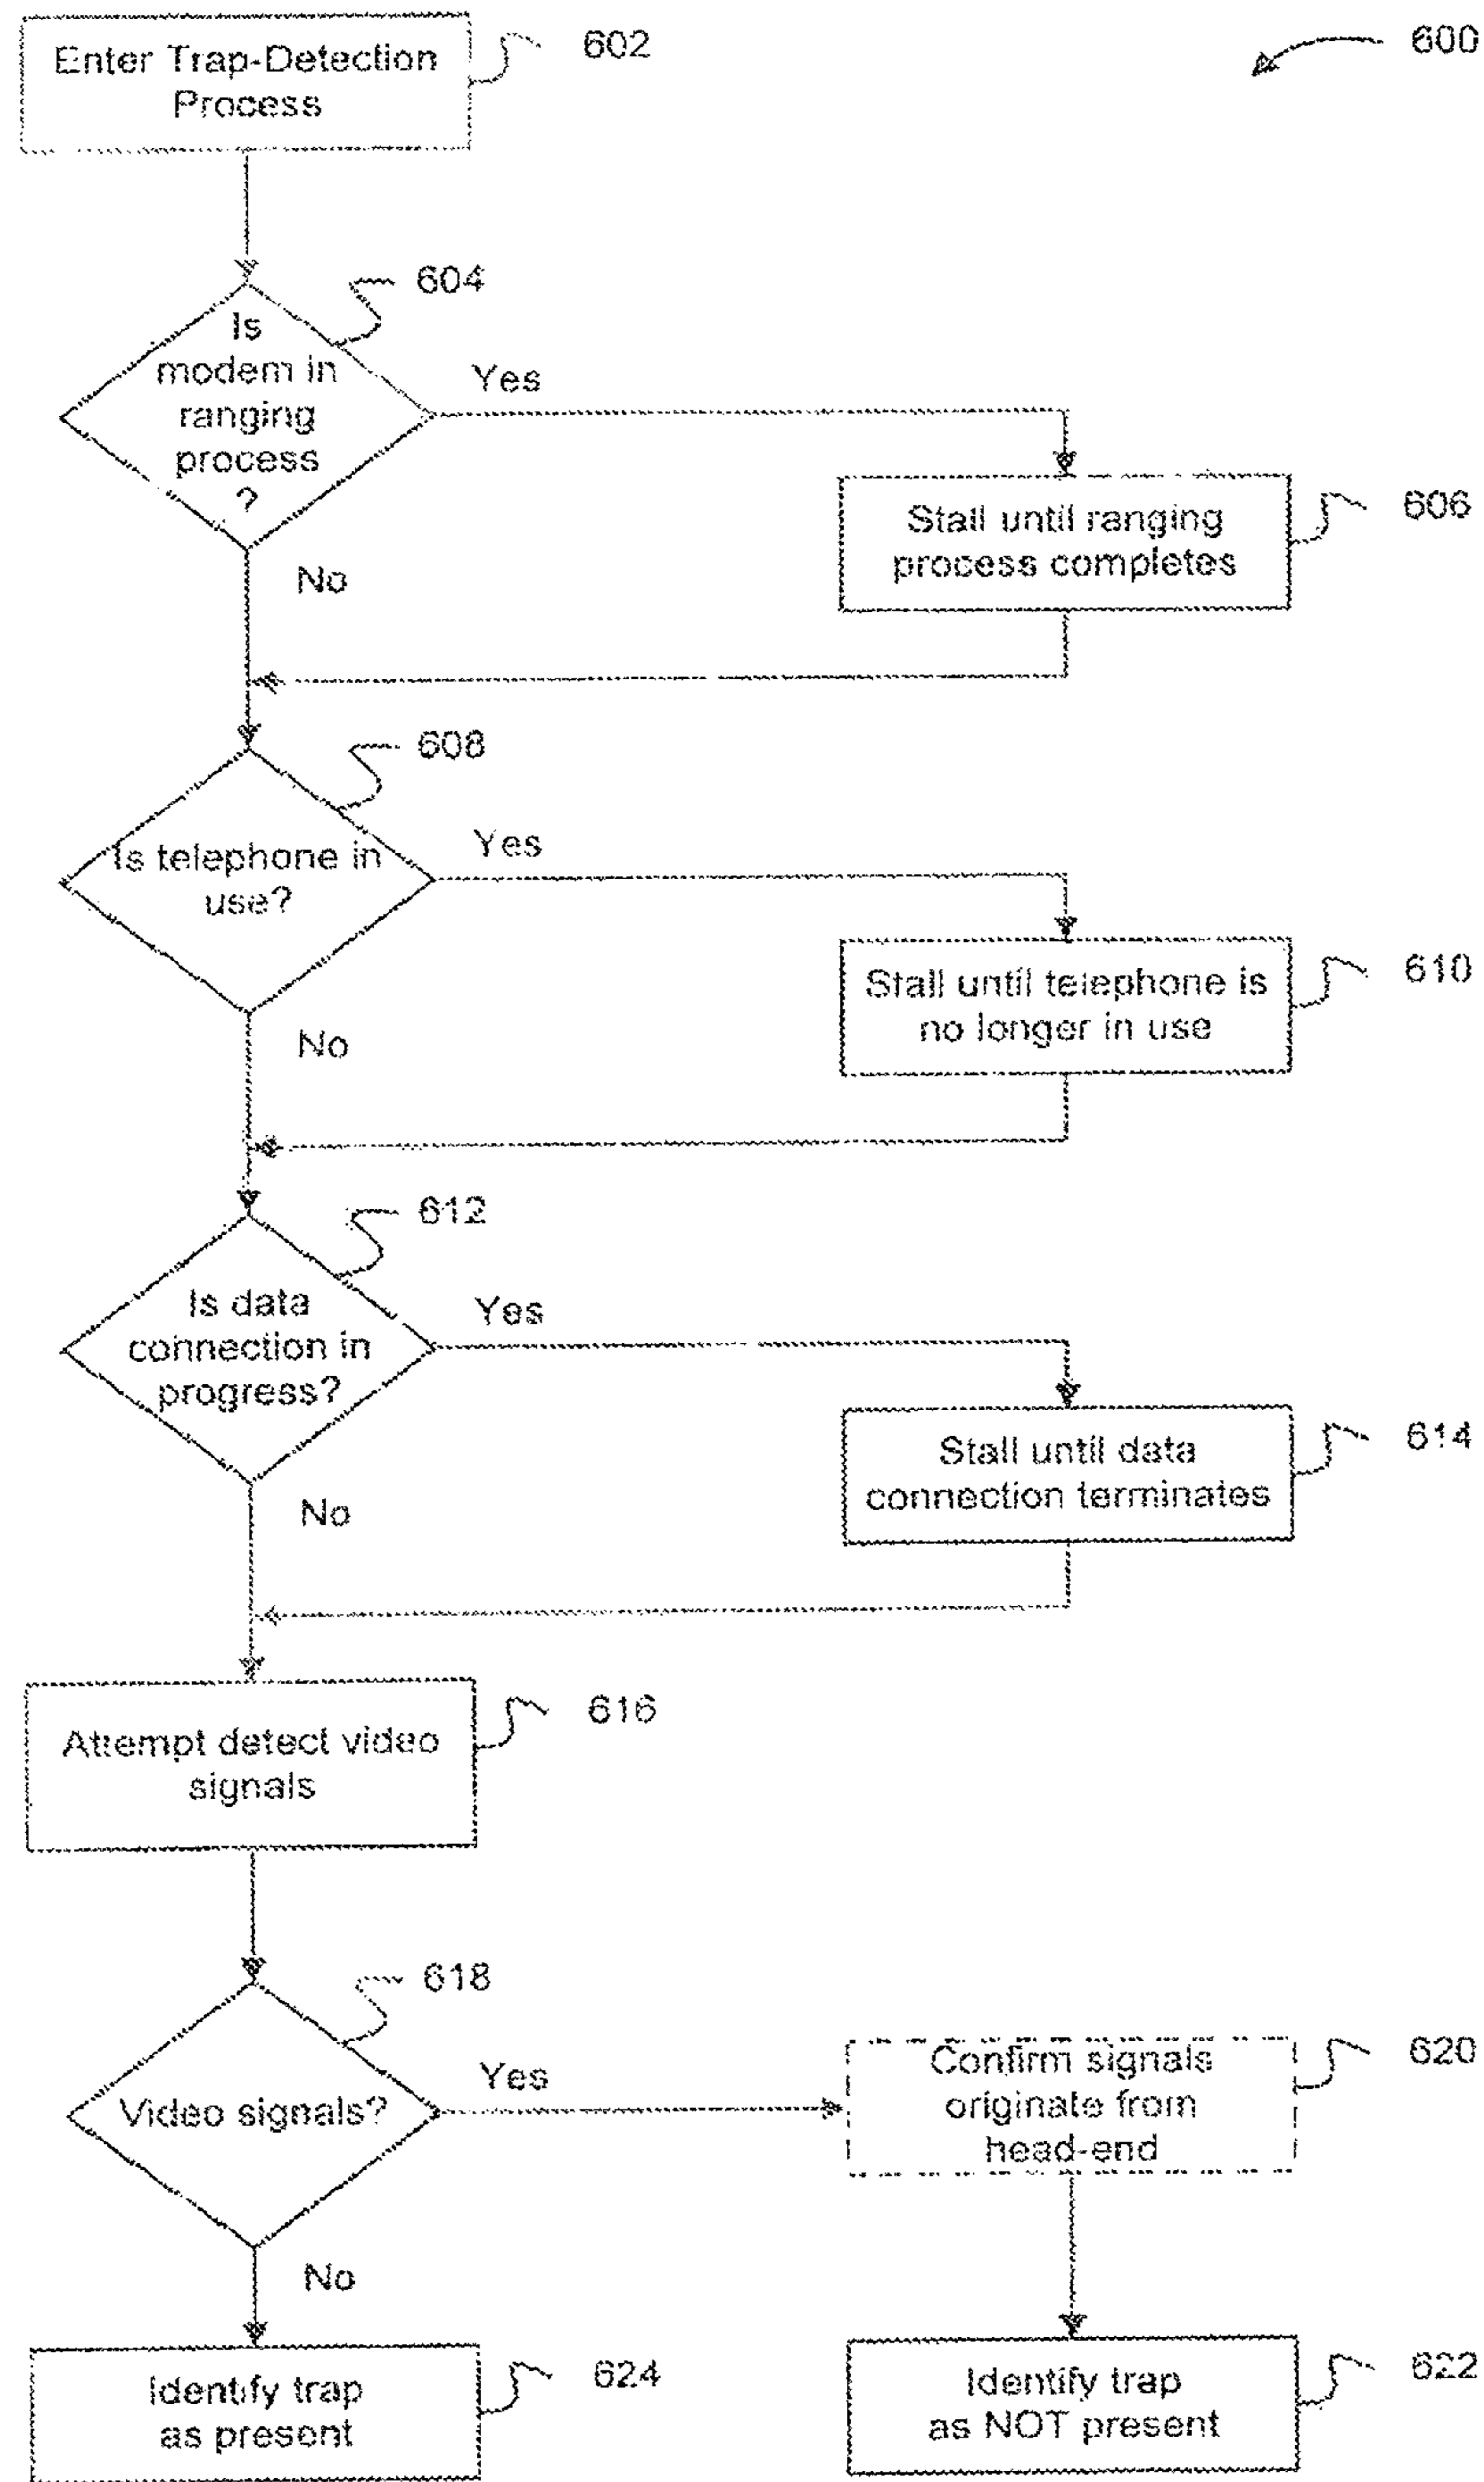 Enter Trap-Detection
Process
602
600
604
Is
modem in
ranging
process
?
Yes
Stall until ranging
process completes
606
No
608
Is telephone in
use?
Yes
Stall until telephone is
no longer in use
610
No
612
Is data
connection in
progress?
Yes
Stall until data
connection terminates
614
No
Attempt detect video
signals
616
618
Video signals?
Yes
Confirm signals
originate from
head-end
620
No
Identify trap
as present
624
Identify trap
as NOT present
622